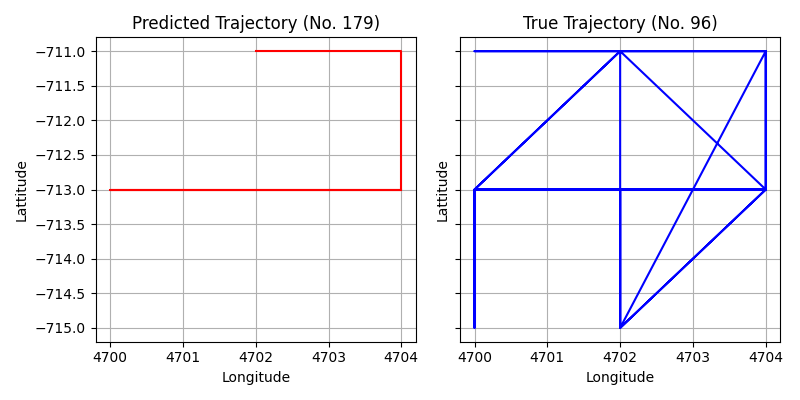 Predicted Trajectory (No. 179)
True Trajectory (No. 96)
−711.0
−711.5
−712.0
−712.5
−713.0
−713.5
−714.0
−714.5
−715.0
Lattitude
Lattitude
4700 4701 4702 4703 4704
4700 4701 4702 4703 4704
Longitude
Longitude